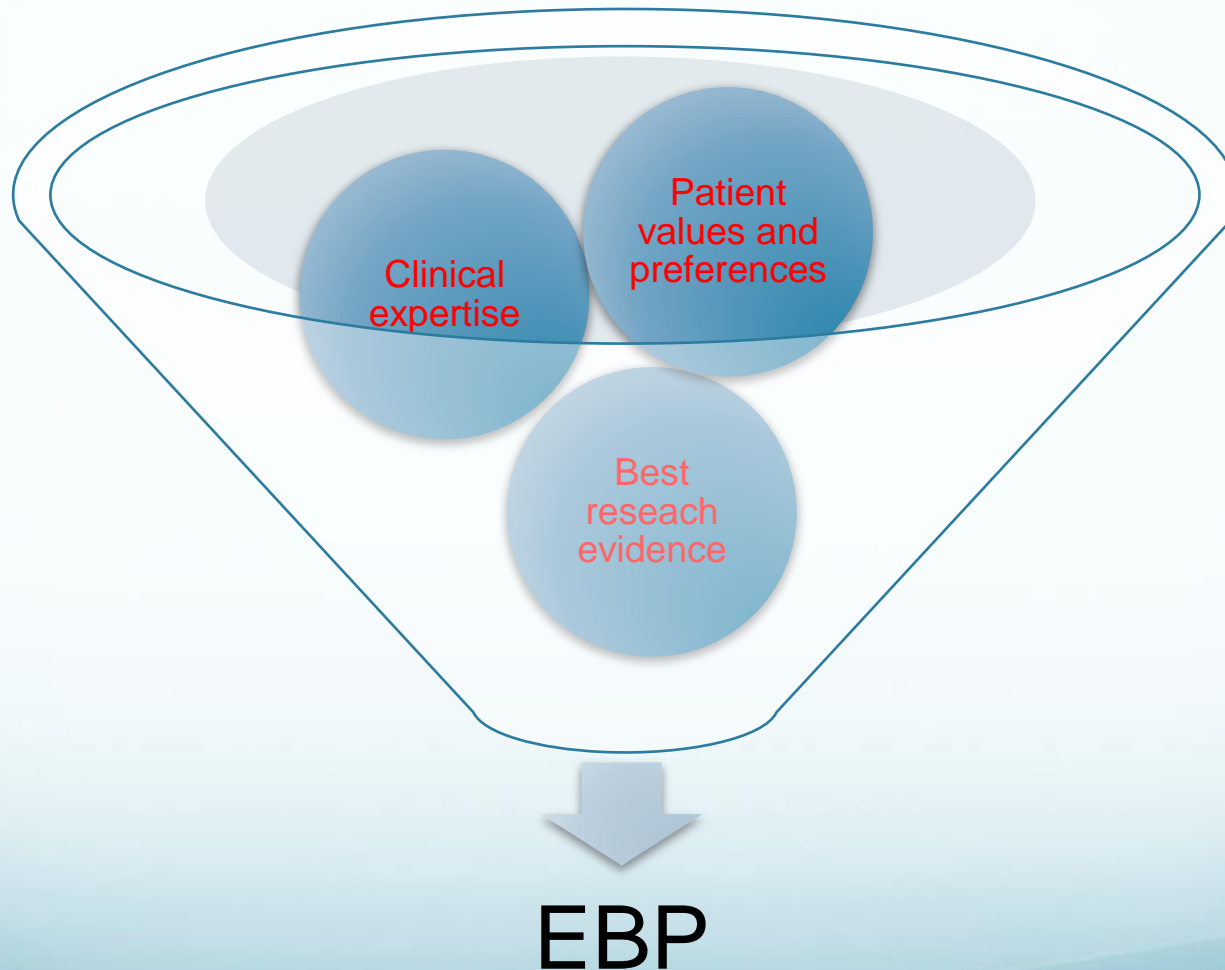 Patient
values and
preferences
Clinical
expertise
Best
reseach
evidence
EBP